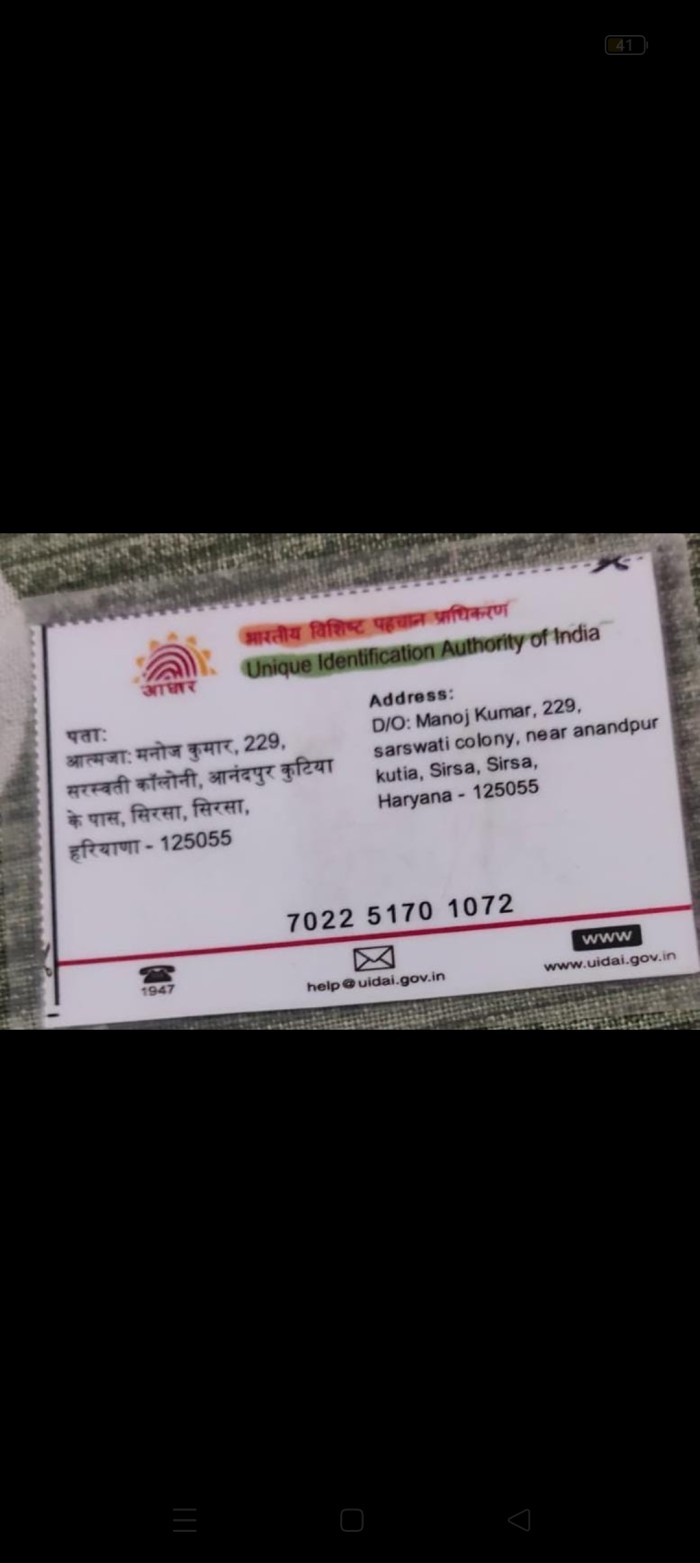 41
भारतीय विशिष्ट पहचान प्राधिकरण
Unique Identification Authority of India
आधार
पता:
आत्मजा: मनोज कुमार, 229,
सरस्वती कॉलोनी, आनंदपुर कुटिया
के पास, सिरसा, सिरसा,
हरियाणा - 125055
Address:
D/O: Manoj Kumar, 229,
sarswati colony, near anandpur
kutia, Sirsa, Sirsa,
Haryana - 125055
7022 5170 1072
1947
help@uidai.gov.in
www
www.uidai.gov.in